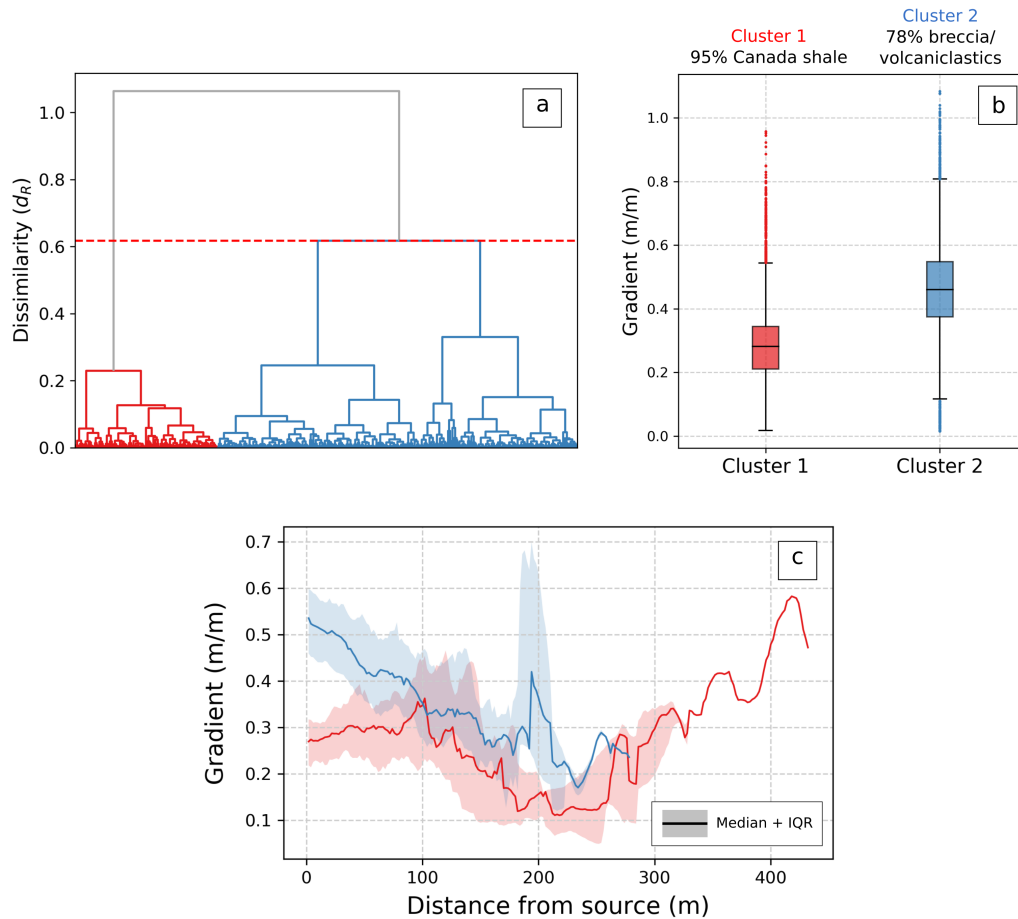 a
Dissimilarity (d_R)
1.0
0.8
0.6
0.4
0.2
0.0
Cluster 1
95% Canada shale
Cluster 2
78% breccia/
volcaniclastics
b
Gradient (m/m)
1.0
0.8
0.6
0.4
0.2
0.0
Cluster 1
Cluster 2
c
Gradient (m/m)
0.7
0.6
0.5
0.4
0.3
0.2
0.1
Median + IQR
0
100
200
300
400
Distance from source (m)